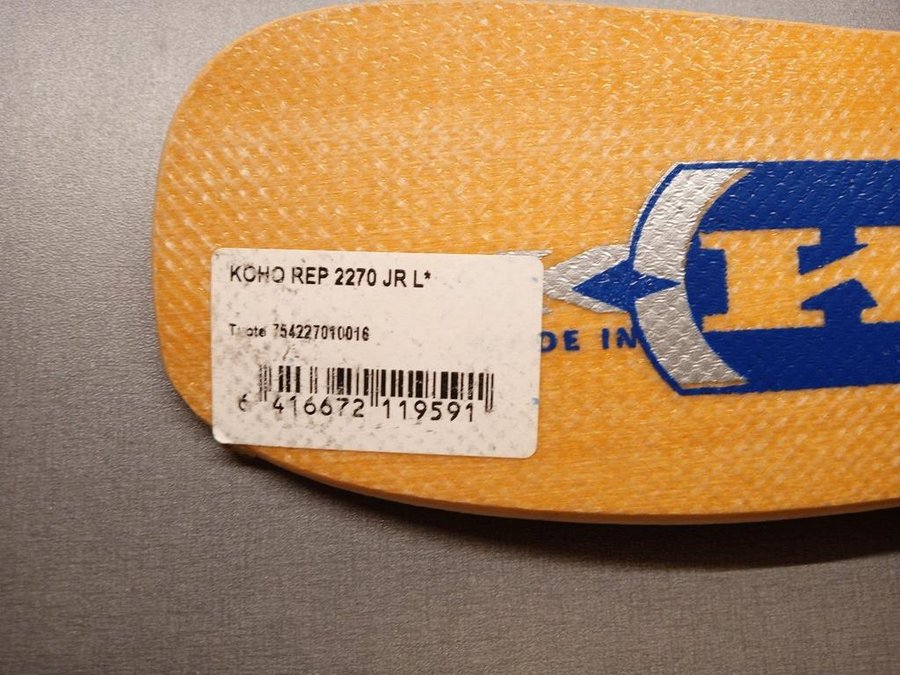 KOHO REP 2270 JR L*
Tuote 754227010016
6 416672 119591
DE IN
K